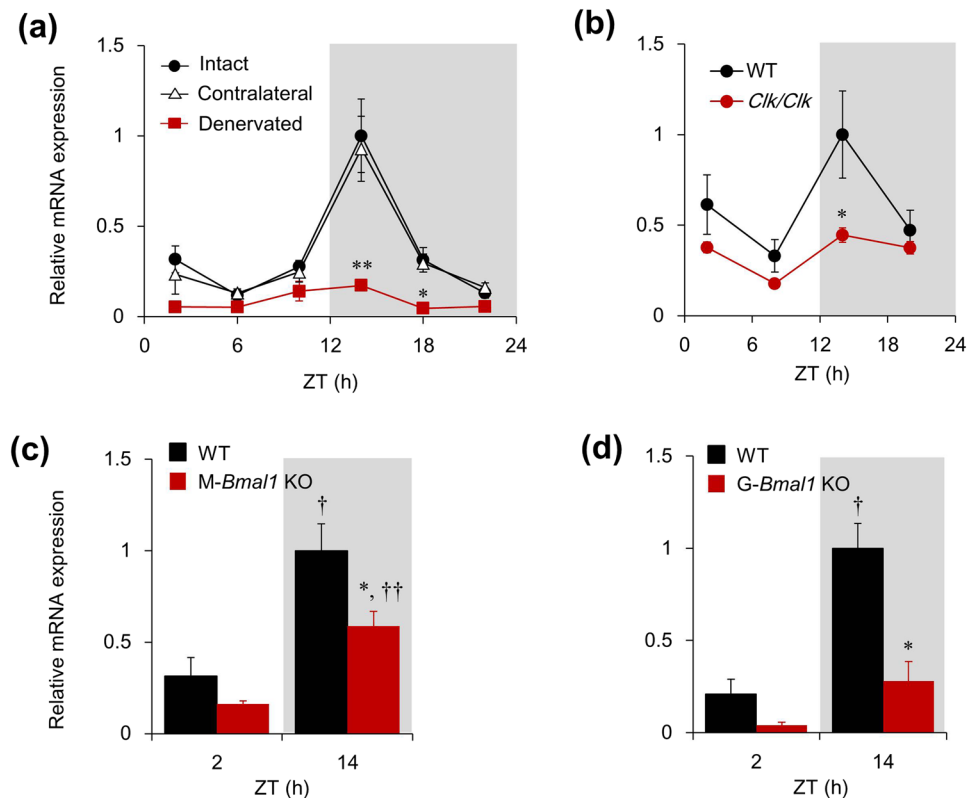 (a)
1.5
1
0.5
0
Relative mRNA expression
Intact
Contralateral
Denervated
**
*
0 6 12 18 24
ZT (h)
(b)
1.5
1
0.5
0
WT
Clk/Clk
*
0 6 12 18 24
ZT (h)
(c)
WT
M-Bmal1 KO
1.5
1
0.5
0
Relative mRNA expression
†
*, ††
2 14
ZT (h)
(d)
WT
G-Bmal1 KO
1.5
1
0.5
0
†
*
2 14
ZT (h)